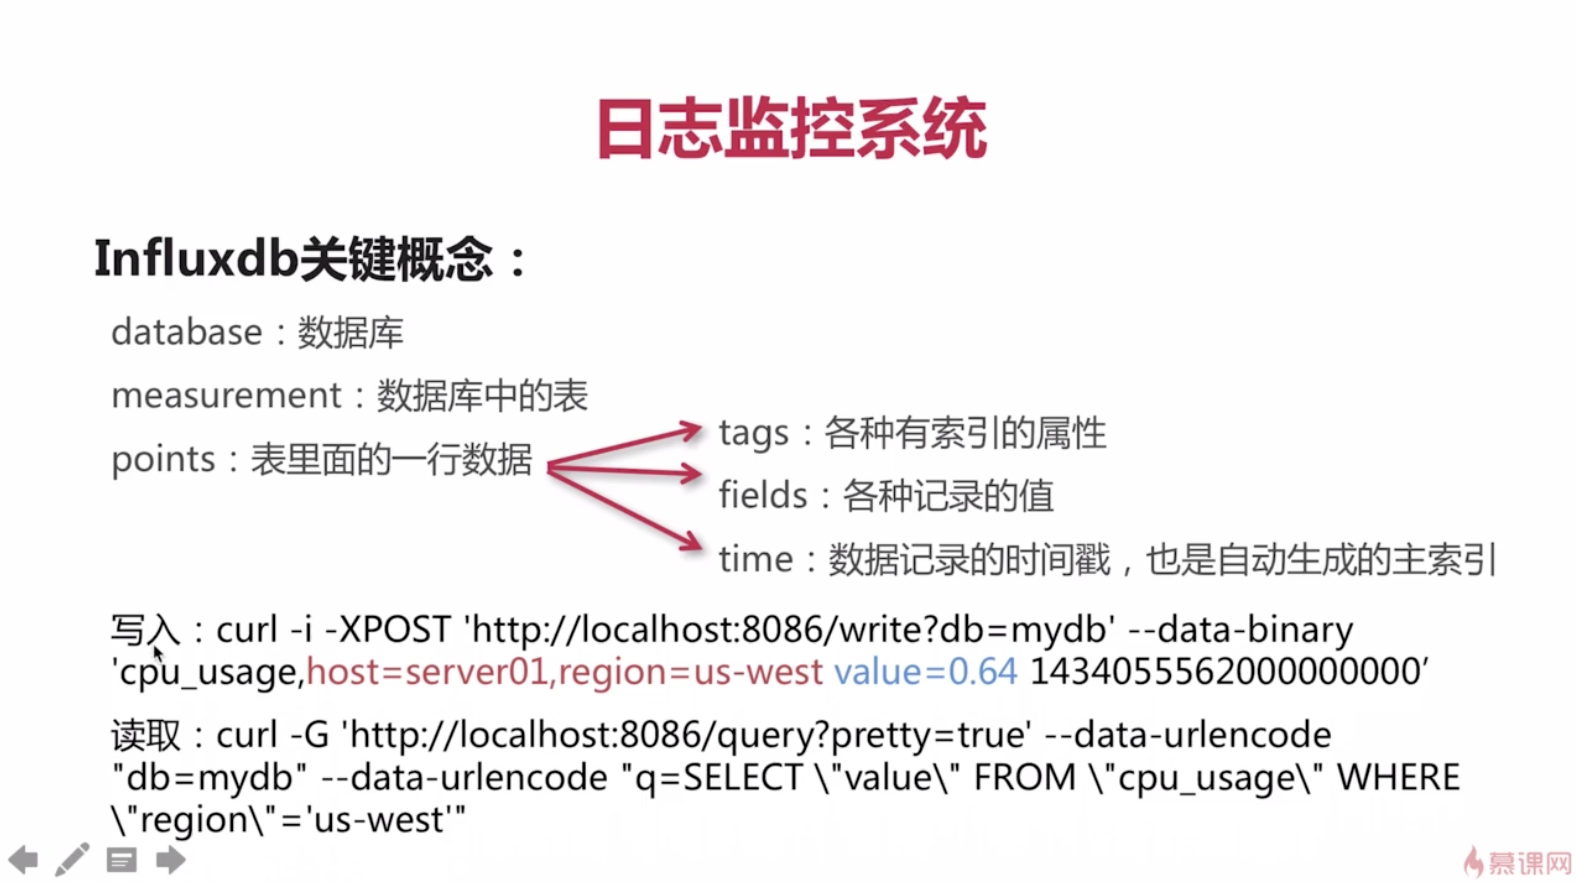 日志监控系统
Influxdb关键概念：
database：数据库
measurement：数据库中的表
points：表里面的一行数据
tags：各种有索引的属性
fields：各种记录的值
time：数据记录的时间戳，也是自动生成的主索引
写入：curl -i -XPOST 'http://localhost:8086/write?db=mydb' --data-binary
'cpu_usage,host=server01,region=us-west value=0.64 1434055562000000000’
读取：curl -G 'http://localhost:8086/query?pretty=true' --data-urlencode
"db=mydb" --data-urlencode "q=SELECT \"value\" FROM \"cpu_usage\" WHERE
\"region\"='us-west'"
慕课网